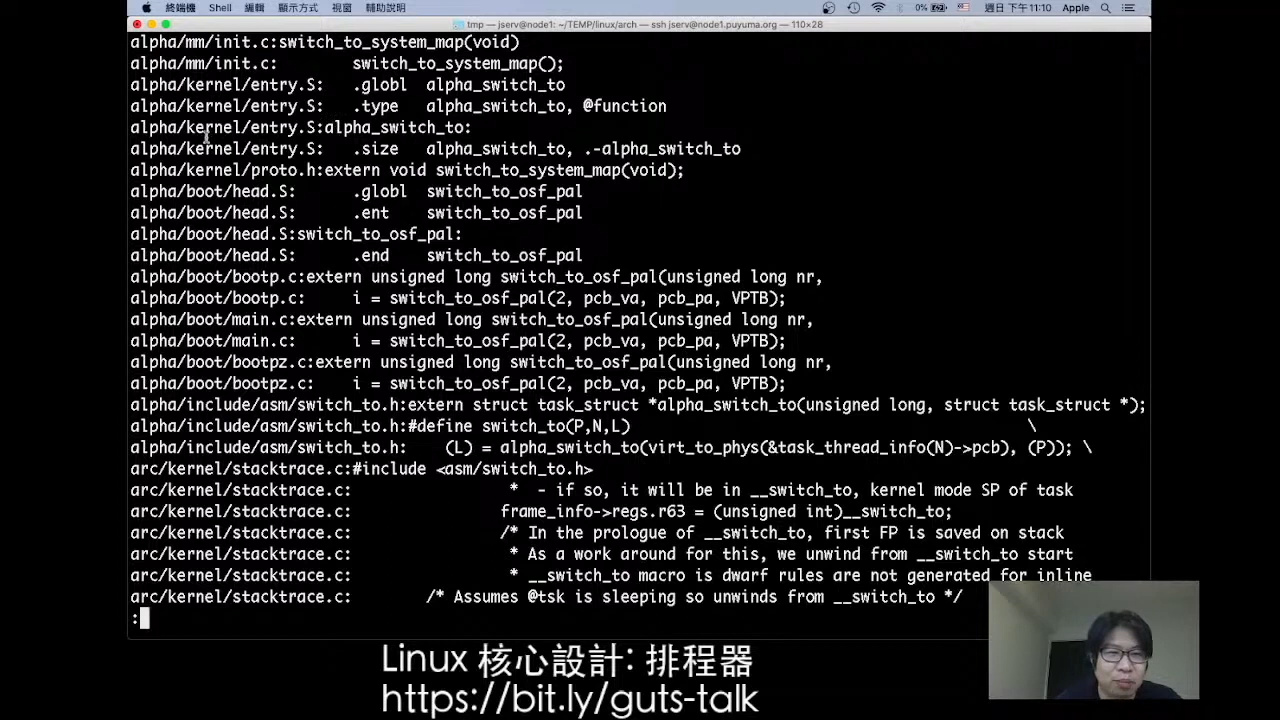 終端機 Shell 編輯 顯示方式 視窗 輔助說明 0% 週日 下午11:10 Apple
tmp — jserv@node1: ~/TEMP/linux/arch — ssh jserv@node1.puyuma.org — 110×28
alpha/mm/init.c:switch_to_system_map(void)
alpha/mm/init.c:        switch_to_system_map();
alpha/kernel/entry.S:   .globl  alpha_switch_to
alpha/kernel/entry.S:   .type   alpha_switch_to, @function
alpha/kernel/entry.S:alpha_switch_to:
alpha/kernel/entry.S:   .size   alpha_switch_to, .-alpha_switch_to
alpha/kernel/proto.h:extern void switch_to_system_map(void);
alpha/boot/head.S:      .globl  switch_to_osf_pal
alpha/boot/head.S:      .ent    switch_to_osf_pal
alpha/boot/head.S:switch_to_osf_pal:
alpha/boot/head.S:      .end    switch_to_osf_pal
alpha/boot/bootp.c:extern unsigned long switch_to_osf_pal(unsigned long nr,
alpha/boot/bootp.c:     i = switch_to_osf_pal(2, pcb_va, pcb_pa, VPTB);
alpha/boot/main.c:extern unsigned long switch_to_osf_pal(unsigned long nr,
alpha/boot/main.c:      i = switch_to_osf_pal(2, pcb_va, pcb_pa, VPTB);
alpha/boot/bootpz.c:extern unsigned long switch_to_osf_pal(unsigned long nr,
alpha/boot/bootpz.c:    i = switch_to_osf_pal(2, pcb_va, pcb_pa, VPTB);
alpha/include/asm/switch_to.h:extern struct task_struct *alpha_switch_to(unsigned long, struct task_struct *);
alpha/include/asm/switch_to.h:#define switch_to(P,N,L)                                           \
alpha/include/asm/switch_to.h:    (L) = alpha_switch_to(virt_to_phys(&task_thread_info(N)->pcb), (P)); \
arc/kernel/stacktrace.c:#include <asm/switch_to.h>
arc/kernel/stacktrace.c:                 *  - if so, it will be in __switch_to, kernel mode SP of task
arc/kernel/stacktrace.c:                frame_info->regs.r63 = (unsigned int)__switch_to;
arc/kernel/stacktrace.c:                /* In the prologue of __switch_to, first FP is saved on stack
arc/kernel/stacktrace.c:                 * As a work around for this, we unwind from __switch_to start
arc/kernel/stacktrace.c:                 * __switch_to macro is dwarf rules are not generated for inline
arc/kernel/stacktrace.c:        /* Assumes @tsk is sleeping so unwinds from __switch_to */
:
Linux 核心設計: 排程器
https://bit.ly/guts-talk